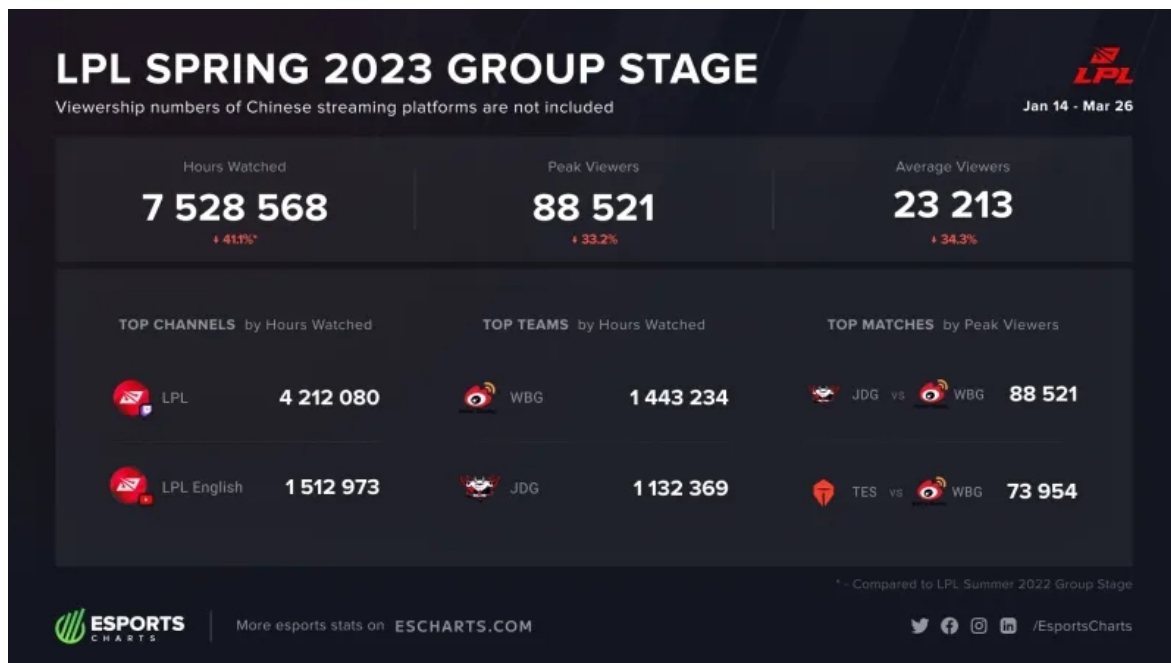 LPL SPRING 2023 GROUP STAGE
Viewership numbers of Chinese streaming platforms are not included
LPL
Jan 14 - Mar 26
Hours Watched
7 528 568
↓ 41.1%*
Peak Viewers
88 521
↓ 33.2%
Average Viewers
23 213
↓ 34.3%
TOP CHANNELS by Hours Watched
LPL 4 212 080
LPL English 1 512 973
TOP TEAMS by Hours Watched
WBG 1 443 234
JDG 1 132 369
TOP MATCHES by Peak Viewers
JDG vs WBG 88 521
TES vs WBG 73 954
* - Compared to LPL Summer 2022 Group Stage
ESPORTS
CHARTS
More esports stats on ESCHARTS.COM
/EsportsCharts